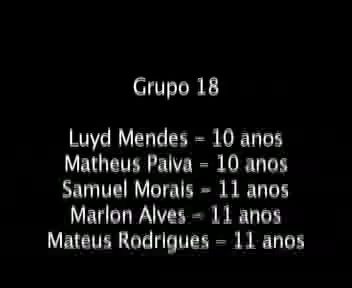 Grupo 18
Luyd Mendes - 10 anos
Matheus Paiva - 10 anos
Samuel Morais - 11 anos
Marlon Alves - 11 anos
Mateus Rodrigues - 11 anos